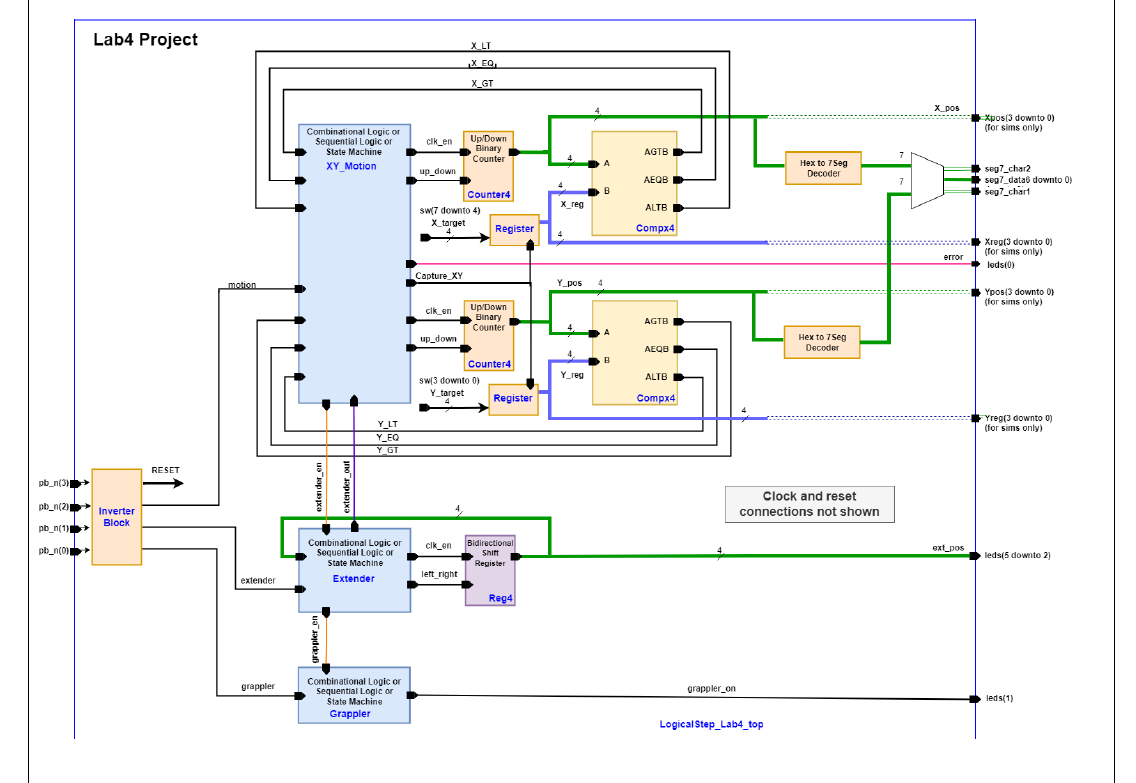 Lab4 Project
X_LT
X_EQ
X_GT
4
X_pos
Xpos(3 downto 0)
(for sims only)
Combinational Logic or
Sequential Logic or
State Machine
XY_Motion
clk_en
up_down
Up/Down
Binary
Counter
Counter4
4
A
B
AGTB
AEQB
ALTB
Compx4
Hex to 7Seg
Decoder
7
7
seg7_char2
seg7_data6 downto 0)
seg7_char1
sw(7 downto 4)
X_target
4
Register
4
X_reg
4
Xreg(3 downto 0)
(for sims only)
error
leds(0)
Capture_XY
motion
Y_pos
4
Ypos(3 downto 0)
(for sims only)
clk_en
up_down
Up/Down
Binary
Counter
Counter4
4
A
B
AGTB
AEQB
ALTB
Compx4
Hex to 7Seg
Decoder
sw(3 downto 0)
Y_target
4
Register
4
Y_reg
4
Yreg(3 downto 0)
(for sims only)
Y_LT
Y_EQ
Y_GT
extender_en
extender_out
pb_n(3)
pb_n(2)
pb_n(1)
pb_n(0)
Inverter
Block
RESET
Clock and reset
connections not shown
4
Combinational Logic or
Sequential Logic or
State Machine
Extender
clk_en
left_right
Bidirectional
Shift
Register
Reg4
4
ext_pos
leds(5 downto 2)
extender
grappler_en
Combinational Logic or
Sequential Logic or
State Machine
Grappler
grappler
grappler_on
leds(1)
LogicalStep_Lab4_top